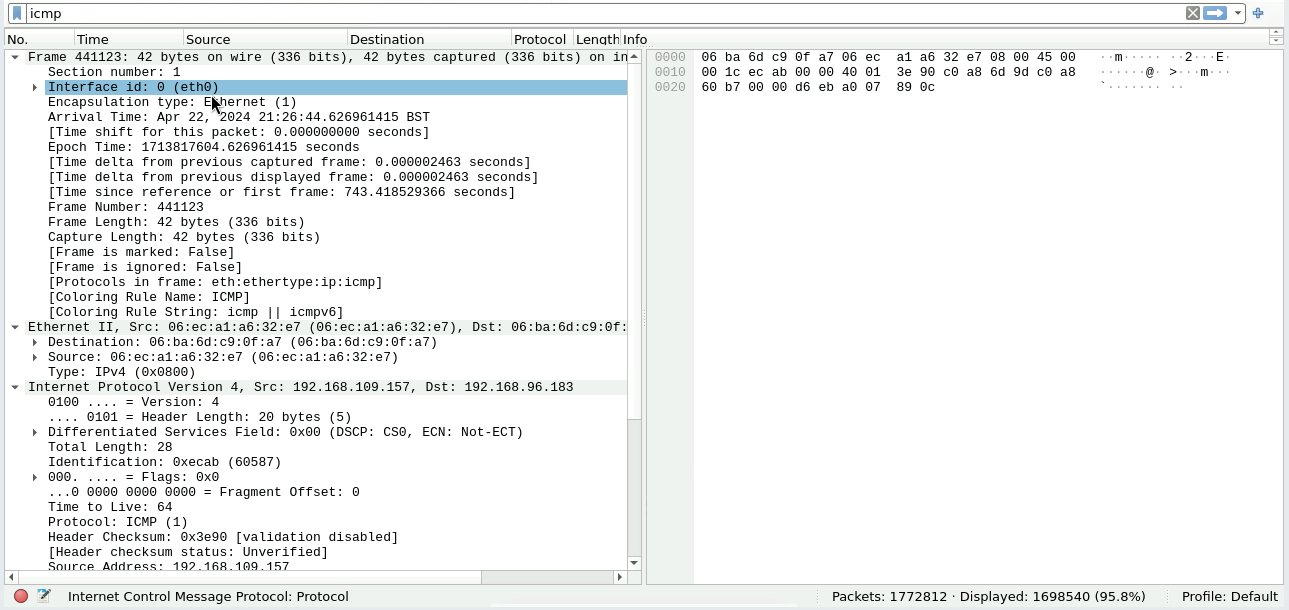 icmp
No. Time Source Destination Protocol Length Info
Frame 441123: 42 bytes on wire (336 bits), 42 bytes captured (336 bits) on in
Section number: 1
Interface id: 0 (eth0)
Encapsulation type: Ethernet (1)
Arrival Time: Apr 22, 2024 21:26:44.626961415 BST
[Time shift for this packet: 0.000000000 seconds]
Epoch Time: 1713817604.626961415 seconds
[Time delta from previous captured frame: 0.000002463 seconds]
[Time delta from previous displayed frame: 0.000002463 seconds]
[Time since reference or first frame: 743.418529366 seconds]
Frame Number: 441123
Frame Length: 42 bytes (336 bits)
Capture Length: 42 bytes (336 bits)
[Frame is marked: False]
[Frame is ignored: False]
[Protocols in frame: eth:ethertype:ip:icmp]
[Coloring Rule Name: ICMP]
[Coloring Rule String: icmp || icmpv6]
Ethernet II, Src: 06:ec:a1:a6:32:e7 (06:ec:a1:a6:32:e7), Dst: 06:ba:6d:c9:0f:
Destination: 06:ba:6d:c9:0f:a7 (06:ba:6d:c9:0f:a7)
Source: 06:ec:a1:a6:32:e7 (06:ec:a1:a6:32:e7)
Type: IPv4 (0x0800)
Internet Protocol Version 4, Src: 192.168.109.157, Dst: 192.168.96.183
0100 .... = Version: 4
.... 0101 = Header Length: 20 bytes (5)
Differentiated Services Field: 0x00 (DSCP: CS0, ECN: Not-ECT)
Total Length: 28
Identification: 0xecab (60587)
000. .... = Flags: 0x0
...0 0000 0000 0000 = Fragment Offset: 0
Time to Live: 64
Protocol: ICMP (1)
Header Checksum: 0x3e90 [validation disabled]
[Header checksum status: Unverified]
Source Address: 192.168.109.157
0000 06 ba 6d c9 0f a7 06 ec a1 a6 32 e7 08 00 45 00 ··m····· ··2···E·
0010 00 1c ec ab 00 00 40 01 3e 90 c0 a8 6d 9d c0 a8 ······@· >···m···
0020 60 b7 00 00 d6 eb a0 07 89 0c `······· ··
Internet Control Message Protocol: Protocol
Packets: 1772812 · Displayed: 1698540 (95.8%)
Profile: Default